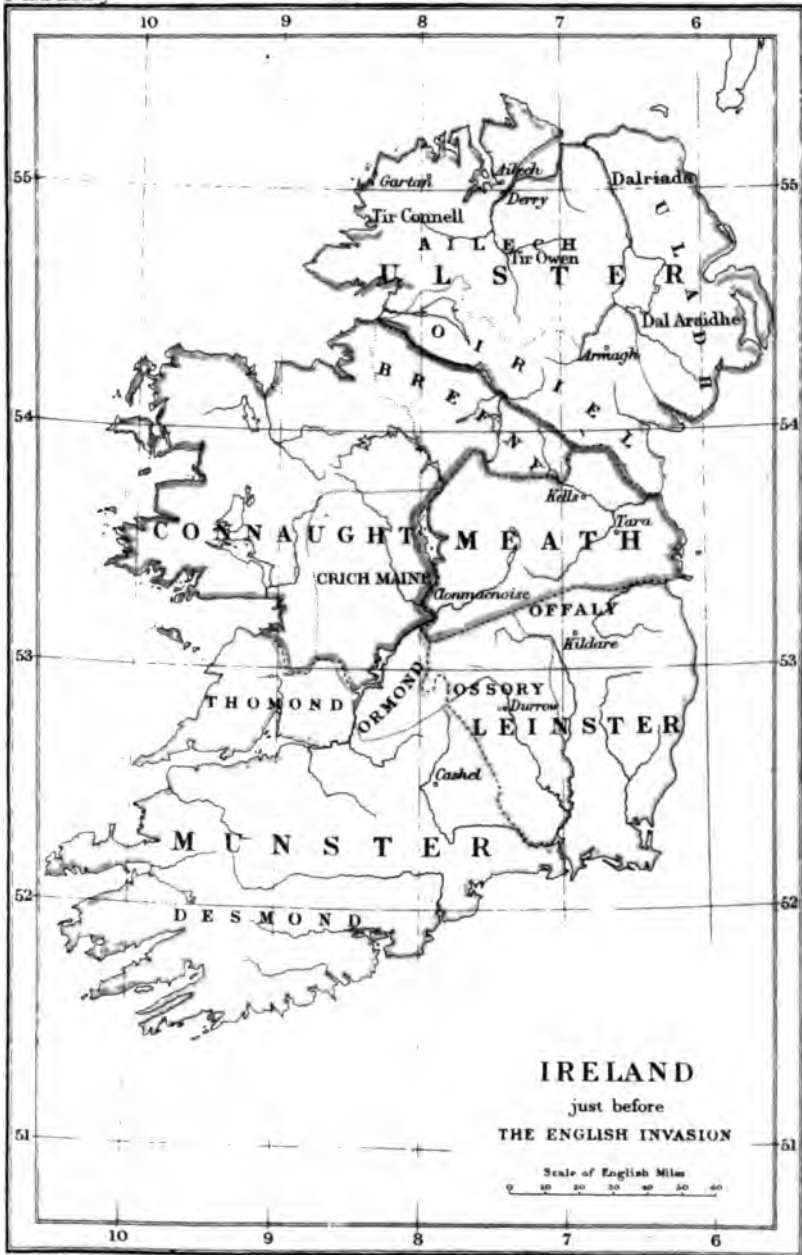 10 9 8 7 6
55 55
54 54
53 53
52 52
51 51
Ailech
Gartan
Derry
Dalriada
Tir Connell
AILECH
Tir Owen
ULSTER
ULADH
Dal Araidhe
OIRIEL
Armagh
BREFNY
Kells
Tara
CONNAUGHT
MEATH
CRICH MAINE
Clonmacnoise
OFFALY
Kildare
THOMOND
ORMOND
OSSORY
Durrow
LEINSTER
Cashel
MUNSTER
DESMOND
IRELAND
just before
THE ENGLISH INVASION
Scale of English Miles
0 10 20 30 40 50 60
10 9 8 7 6